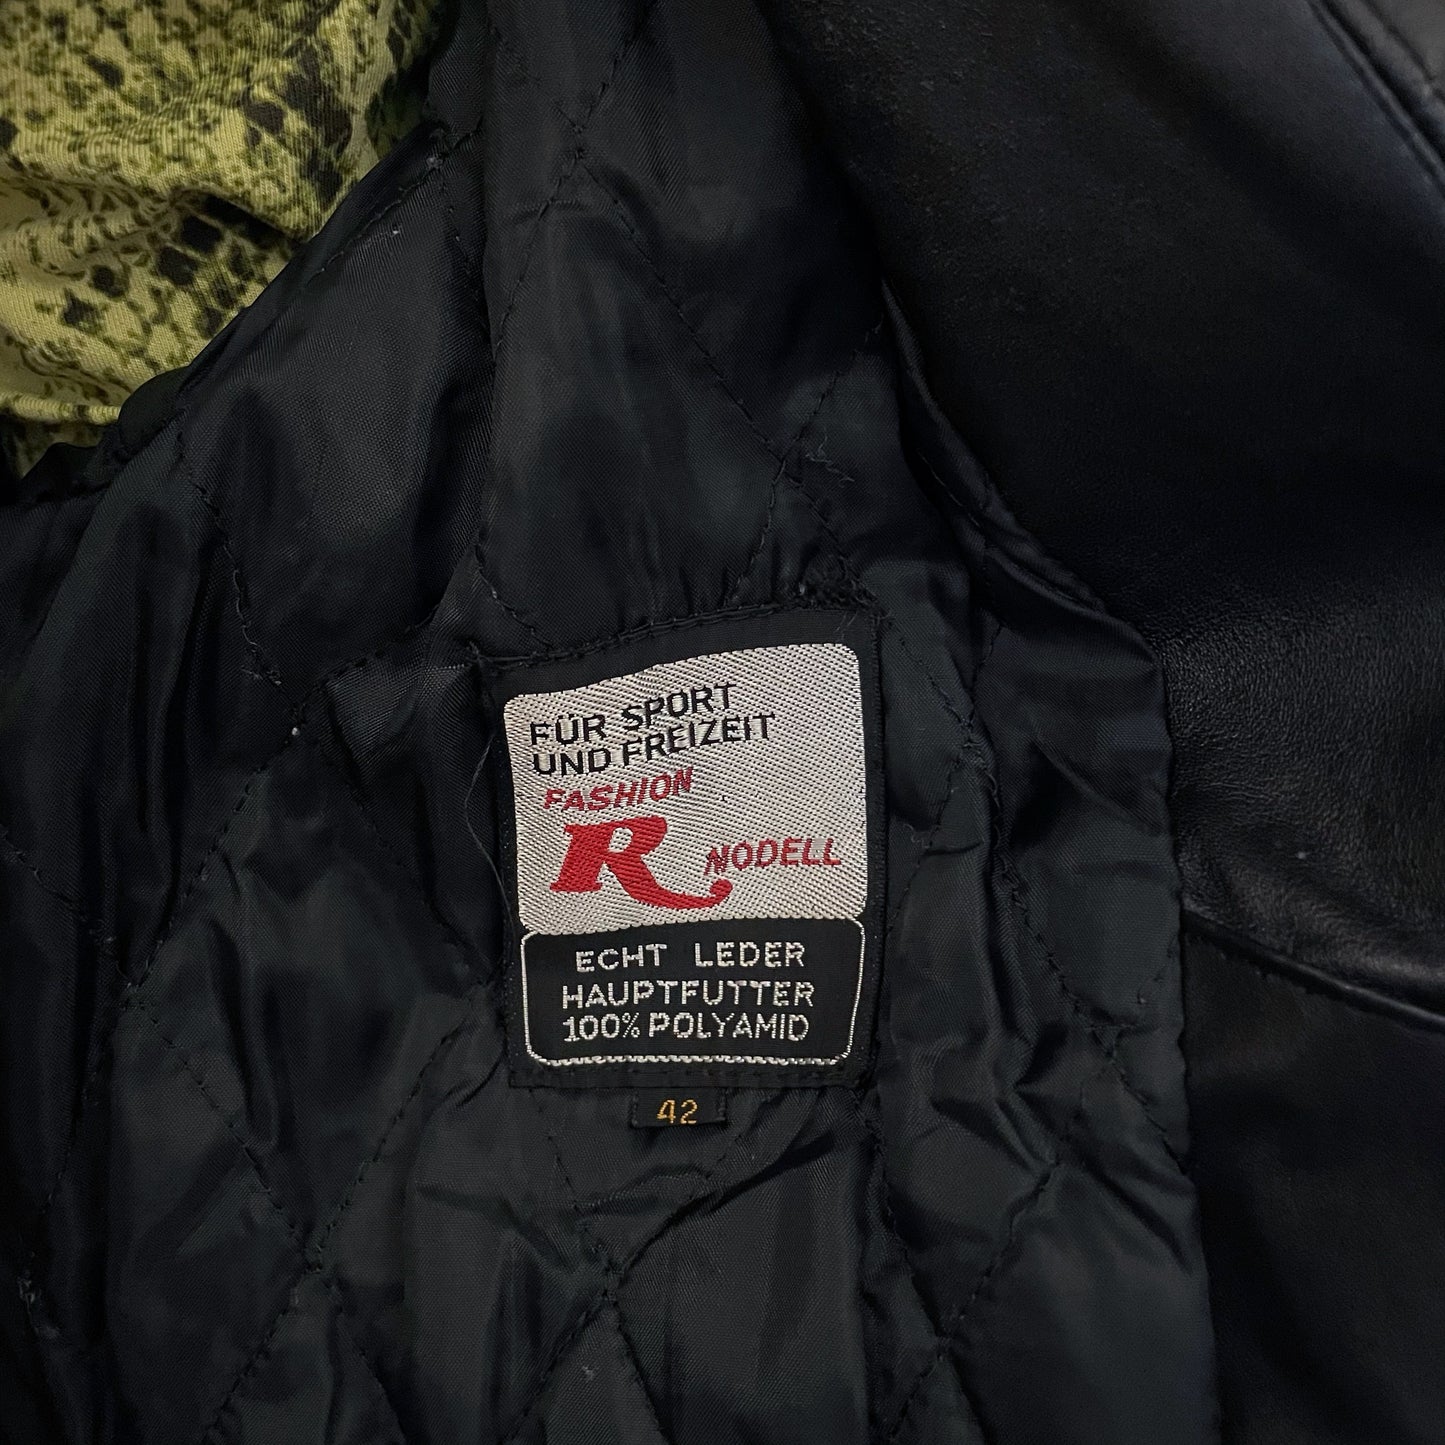 FÜR SPORT
UND FREIZEIT
FASHION
R MODELL
ECHT LEDER
HAUPTFUTTER
100% POLYAMID
42